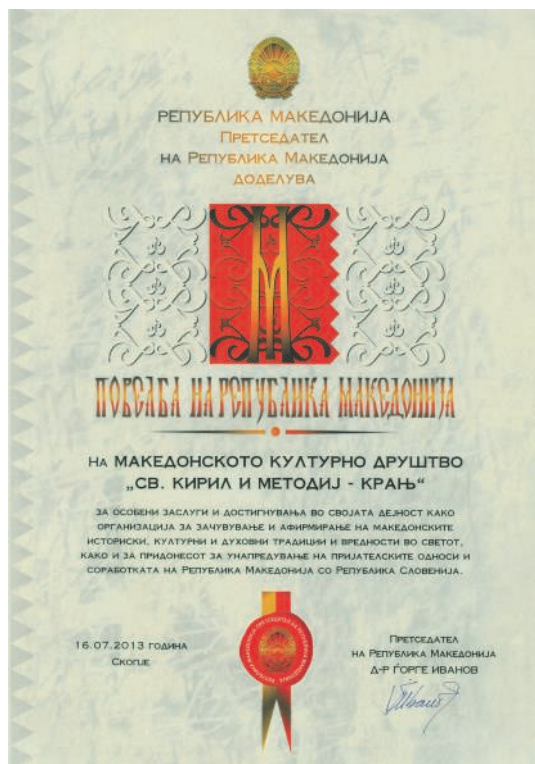 РЕПУБЛИКА МАКЕДОНИЈА
ПРЕТСЕДАТЕЛ
НА РЕПУБЛИКА МАКЕДОНИЈА
ДОДЕЛУВА
М
ПОВЕЛБА НА РЕПУБЛИКА МАКЕДОНИЈА
НА МАКЕДОНСКОТО КУЛТУРНО ДРУШТВО
„СВ. КИРИЛ И МЕТОДИЈ - КРАЊ“
ЗА ОСОБЕНИ ЗАСЛУГИ И ДОСТИГНУВАЊА ВО СВОЈАТА ДЕЈНОСТ КАКО
ОРГАНИЗАЦИЈА ЗА ЗАЧУВУВАЊЕ И АФИРМИРАЊЕ НА МАКЕДОНСКИТЕ
ИСТОРИСКИ, КУЛТУРНИ И ДУХОВНИ ТРАДИЦИИ И ВРЕДНОСТИ ВО СВЕТОТ,
КАКО И ЗА ПРИДОНЕСОТ ЗА УНАПРЕДУВАЊЕ НА ПРИЈАТЕЛСКИТЕ ОДНОСИ И
СОРАБОТКАТА НА РЕПУБЛИКА МАКЕДОНИЈА СО РЕПУБЛИКА СЛОВЕНИЈА.
16.07.2013 ГОДИНА
СКОПЈЕ
ПРЕТСЕДАТЕЛ
НА РЕПУБЛИКА МАКЕДОНИЈА
Д-Р ЃОРГЕ ИВАНОВ